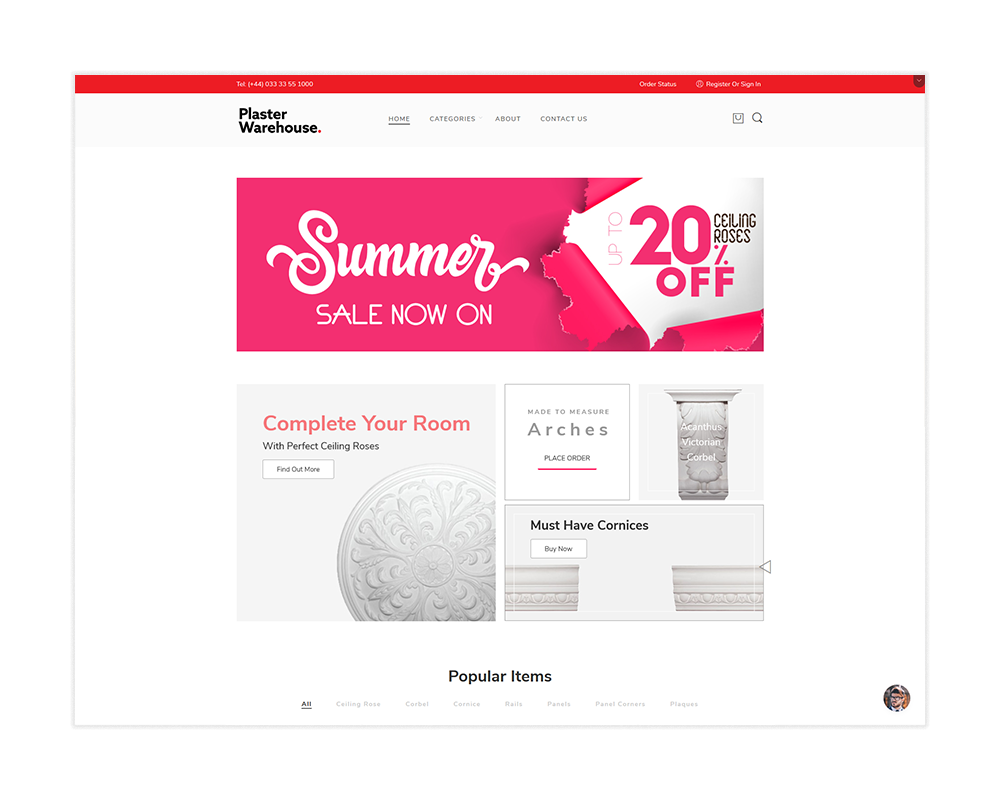 Tel: (+44) 033 33 55 1000
Order Status
Register Or Sign In
Plaster
Warehouse.
HOME
CATEGORIES
ABOUT
CONTACT US
Summer
SALE NOW ON
UP TO
20%
OFF
CEILING
ROSES
Complete Your Room
With Perfect Ceiling Roses
Find Out More
MADE TO MEASURE
Arches
PLACE ORDER
Acanthus
Victorian
Corbel
Must Have Cornices
Buy Now
Popular Items
All
Ceiling Rose
Corbel
Cornice
Rails
Panels
Panel Corners
Plaques